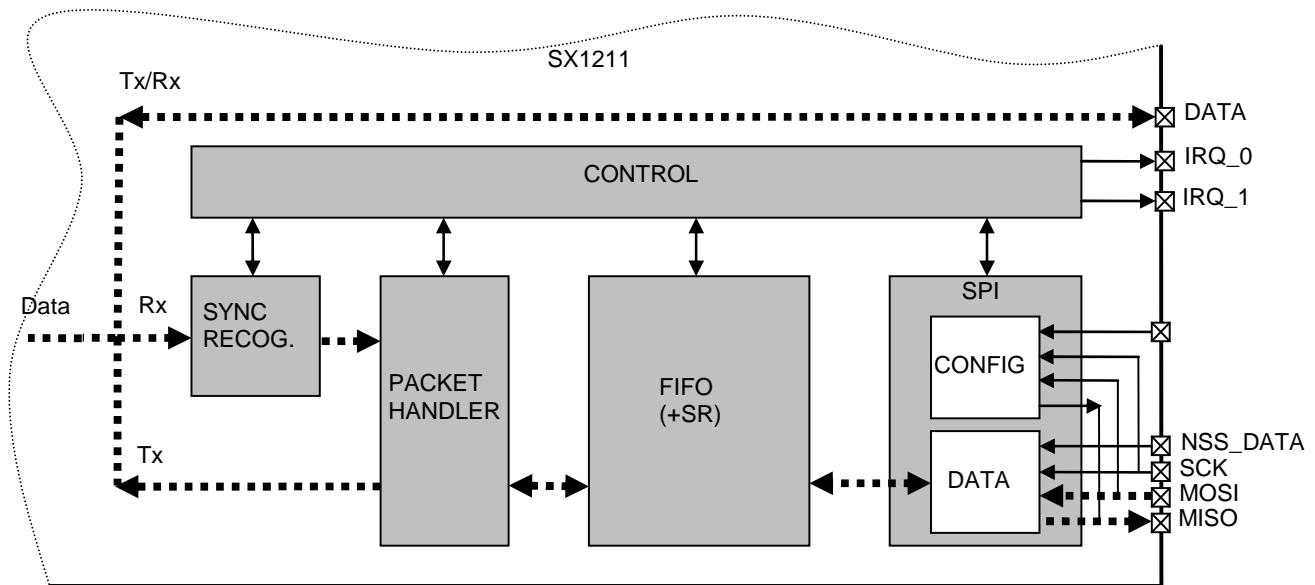 SX1211
Tx/Rx
DATA
IRQ_0
CONTROL
IRQ_1
Data
Rx
SYNC
RECOG.
SPI
CONFIG
PACKET
HANDLER
FIFO
(+SR)
Tx
DATA
NSS_DATA
SCK
MOSI
MISO